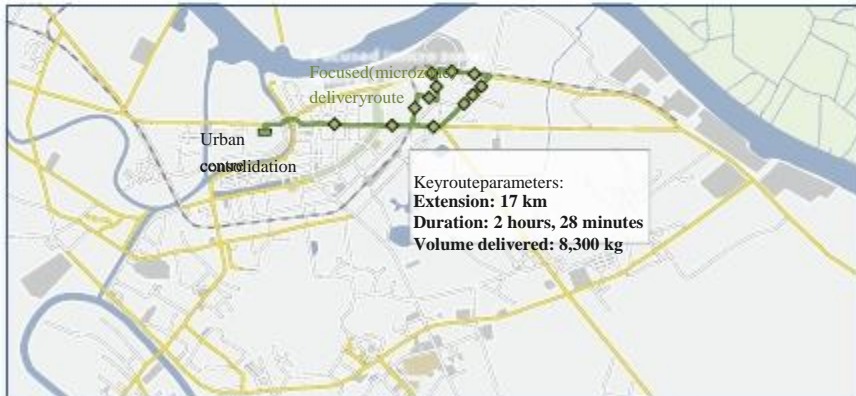 Focused(microzone
deliveryroute
Urban
consolidation
centre
Keyrouteparameters:
Extension: 17 km
Duration: 2 hours, 28 minutes
Volume delivered: 8,300 kg